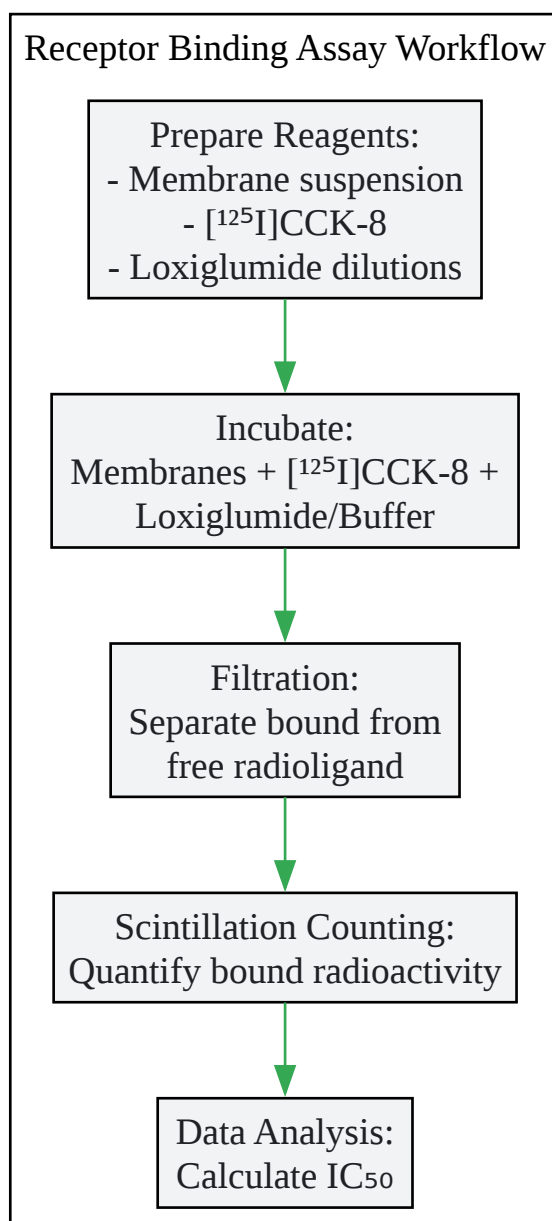 Receptor Binding Assay Workflow
Prepare Reagents:
- Membrane suspension
- [¹²⁵I]CCK-8
- Loxiglumide dilutions
Incubate:
Membranes + [¹²⁵I]CCK-8 +
Loxiglumide/Buffer
Filtration:
Separate bound from
free radioligand
Scintillation Counting:
Quantify bound radioactivity
Data Analysis:
Calculate IC₅₀